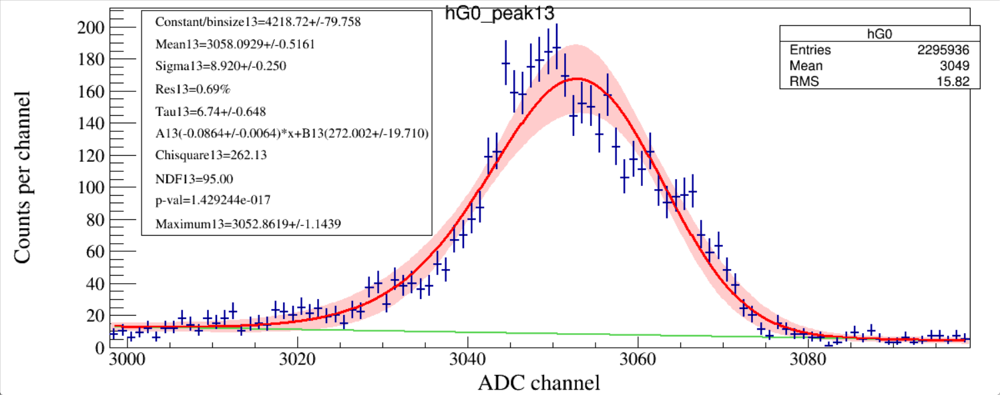 hG0_peak13
Constant/binsize13=4218.72+/-79.758
Mean13=3058.0929+/-0.5161
Sigma13=8.920+/-0.250
Res13=0.69%
Tau13=6.74+/-0.648
A13(-0.0864+/-0.0064)*x+B13(272.002+/-19.710)
Chisquare13=262.13
NDF13=95.00
p-val=1.429244e-017
Maximum13=3052.8619+/-1.1439
hG0
Entries 2295936
Mean 3049
RMS 15.82
Counts per channel
200
180
160
140
120
100
80
60
40
20
0
3000 3020 3040 3060 3080
ADC channel